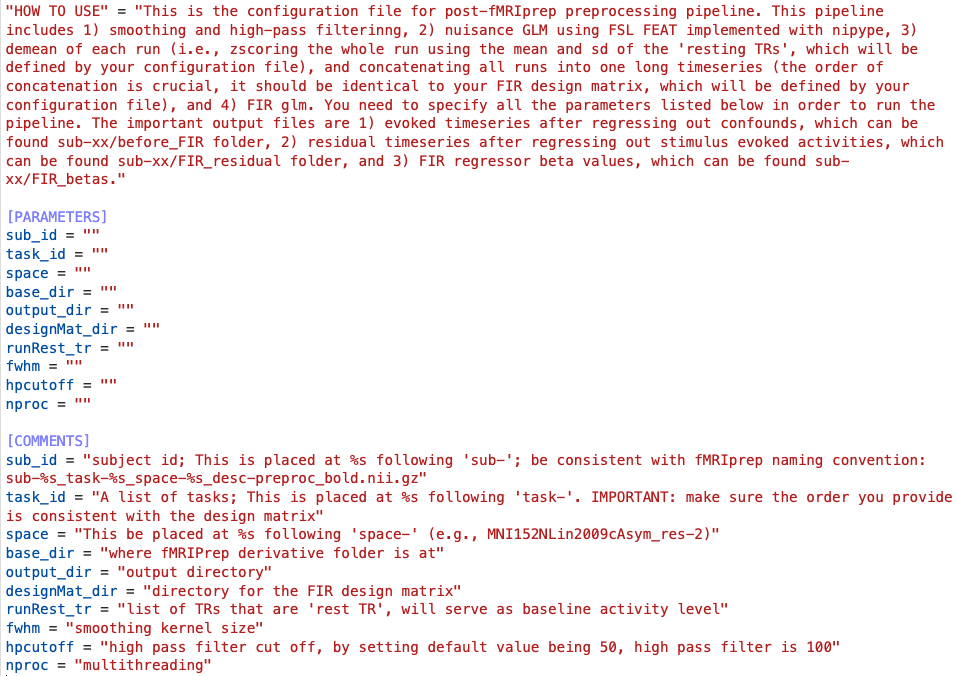 "HOW TO USE" = "This is the configuration file for post-fMRIprep preprocessing pipeline. This pipeline
includes 1) smoothing and high-pass filterinng, 2) nuisance GLM using FSL FEAT implemented with nipype, 3)
demean of each run (i.e., zscoring the whole run using the mean and sd of the 'resting TRs', which will be
defined by your configuration file), and concatenating all runs into one long timeseries (the order of
concatenation is crucial, it should be identical to your FIR design matrix, which will be defined by your
configuration file), and 4) FIR glm. You need to specify all the parameters listed below in order to run the
pipeline. The important output files are 1) evoked timeseries after regressing out confounds, which can be
found sub-xx/before_FIR folder, 2) residual timeseries after regressing out stimulus evoked activities, which
can be found sub-xx/FIR_residual folder, and 3) FIR regressor beta values, which can be found sub-
xx/FIR_betas."

[PARAMETERS]
sub_id = ""
task_id = ""
space = ""
base_dir = ""
output_dir = ""
designMat_dir = ""
runRest_tr = ""
fwhm = ""
hpcutoff = ""
nproc = ""

[COMMENTS]
sub_id = "subject id; This is placed at %s following 'sub-'; be consistent with fMRIprep naming convention:
sub-%s_task-%s_space-%s_desc-preproc_bold.nii.gz"
task_id = "A list of tasks; This is placed at %s following 'task-'. IMPORTANT: make sure the order you provide
is consistent with the design matrix"
space = "This be placed at %s following 'space-' (e.g., MNI152NLin2009cAsym_res-2)"
base_dir = "where fMRIPrep derivative folder is at"
output_dir = "output directory"
designMat_dir = "directory for the FIR design matrix"
runRest_tr = "list of TRs that are 'rest TR', will serve as baseline activity level"
fwhm = "smoothing kernel size"
hpcutoff = "high pass filter cut off, by setting default value being 50, high pass filter is 100"
nproc = "multithreading"